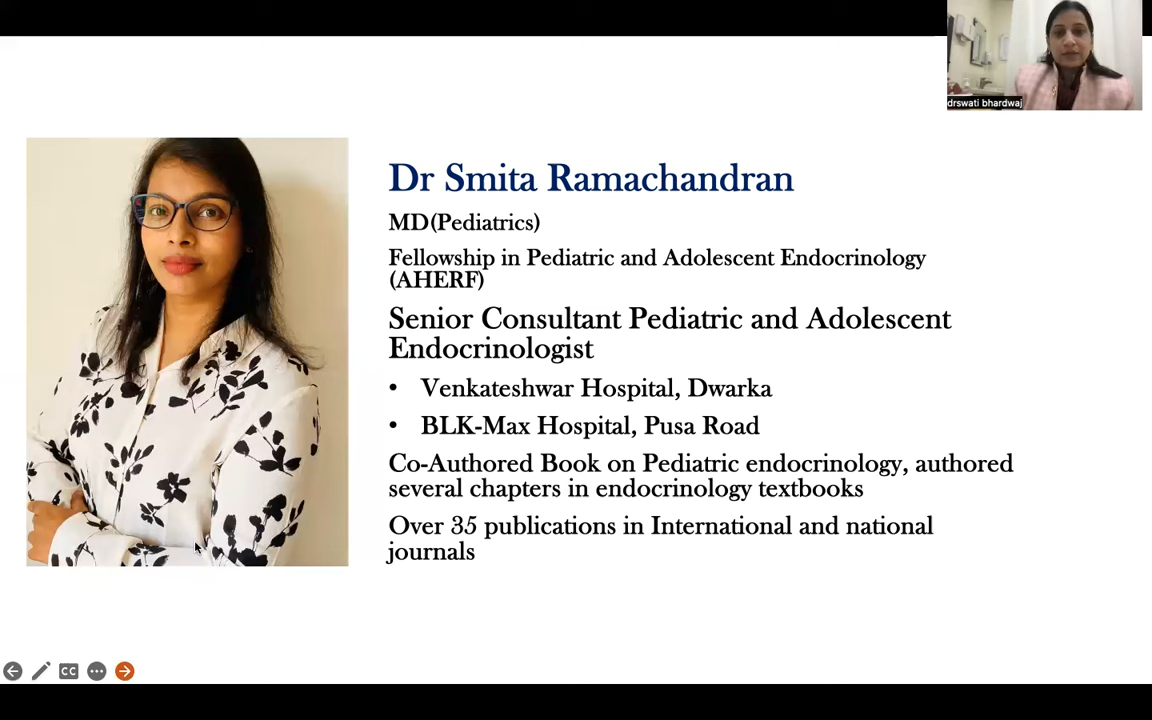 drswati bhardwaj
Dr Smita Ramachandran
MD(Pediatrics)
Fellowship in Pediatric and Adolescent Endocrinology
(AHERF)
Senior Consultant Pediatric and Adolescent
Endocrinologist
• Venkateshwar Hospital, Dwarka
• BLK-Max Hospital, Pusa Road
Co-Authored Book on Pediatric endocrinology, authored
several chapters in endocrinology textbooks
Over 35 publications in International and national
journals
CC